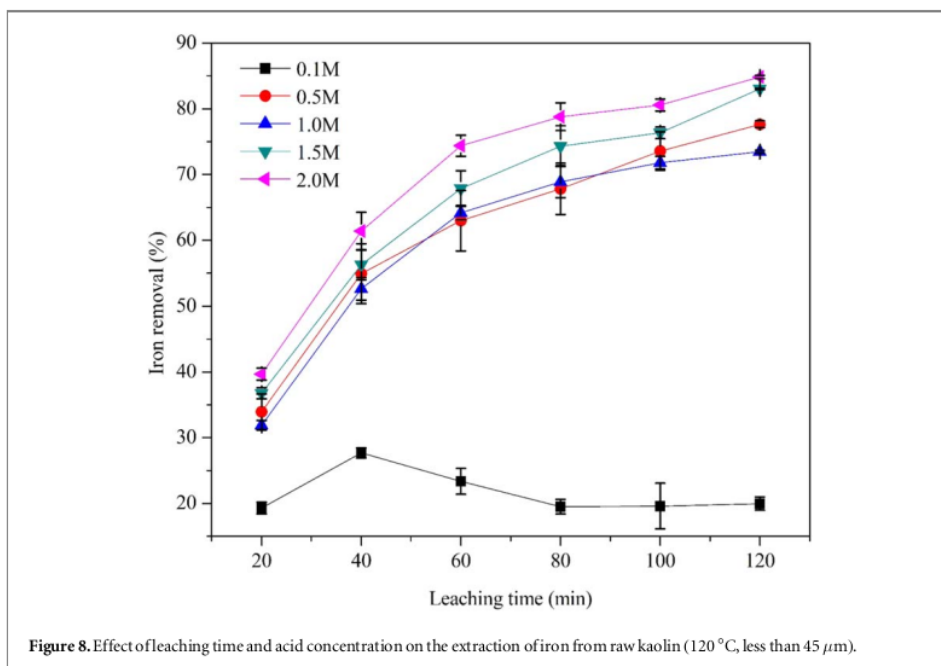 90
80
70
60
50
40
30
20
Iron removal (%)
0.1M
0.5M
1.0M
1.5M
2.0M
20 40 60 80 100 120
Leaching time (min)
Figure 8. Effect of leaching time and acid concentration on the extraction of iron from raw kaolin (120 °C, less than 45 μm).